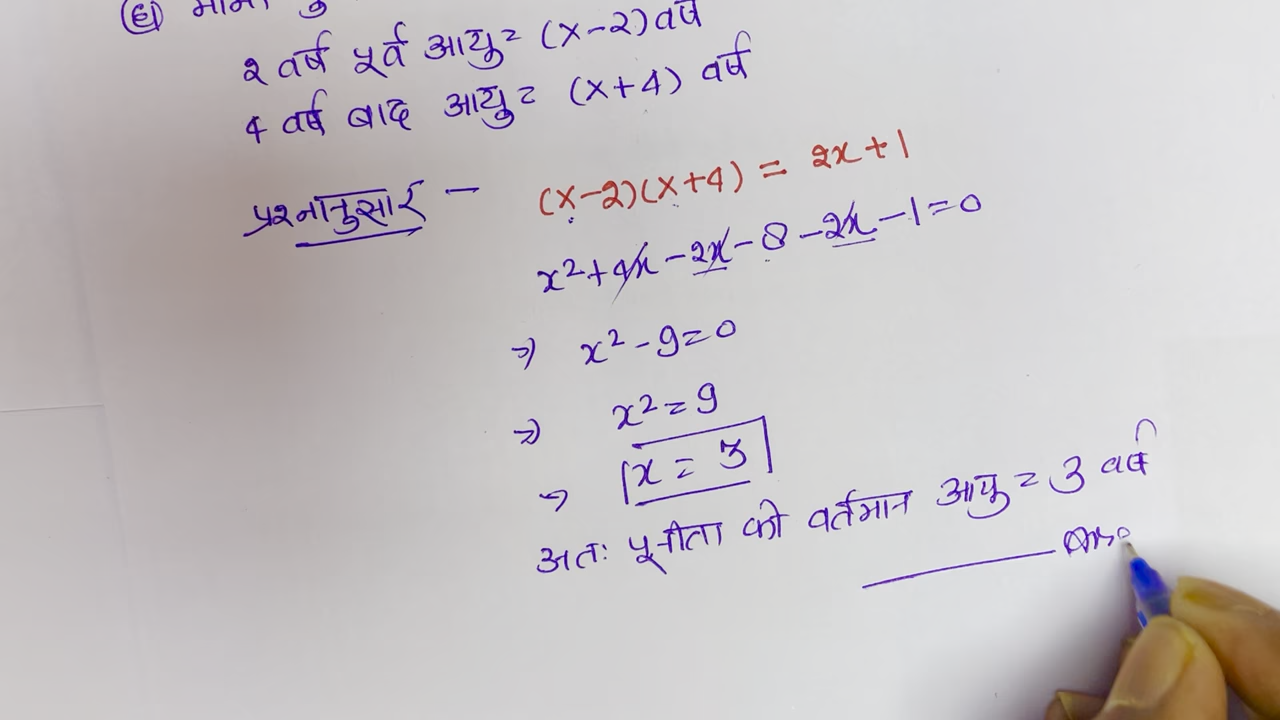 2 वर्ष पूर्व आयु = (x-2) वर्ष
4 वर्ष बाद आयु = (x+4) वर्ष
प्रश्नानुसार - (x-2)(x+4) = 2x+1
x²+4x-2x-8-2x-1=0
⇒ x²-9=0
⇒ x²=9
⇒ x = 3
अतः पूनीता की वर्तमान आयु = 3 वर्ष
Ans